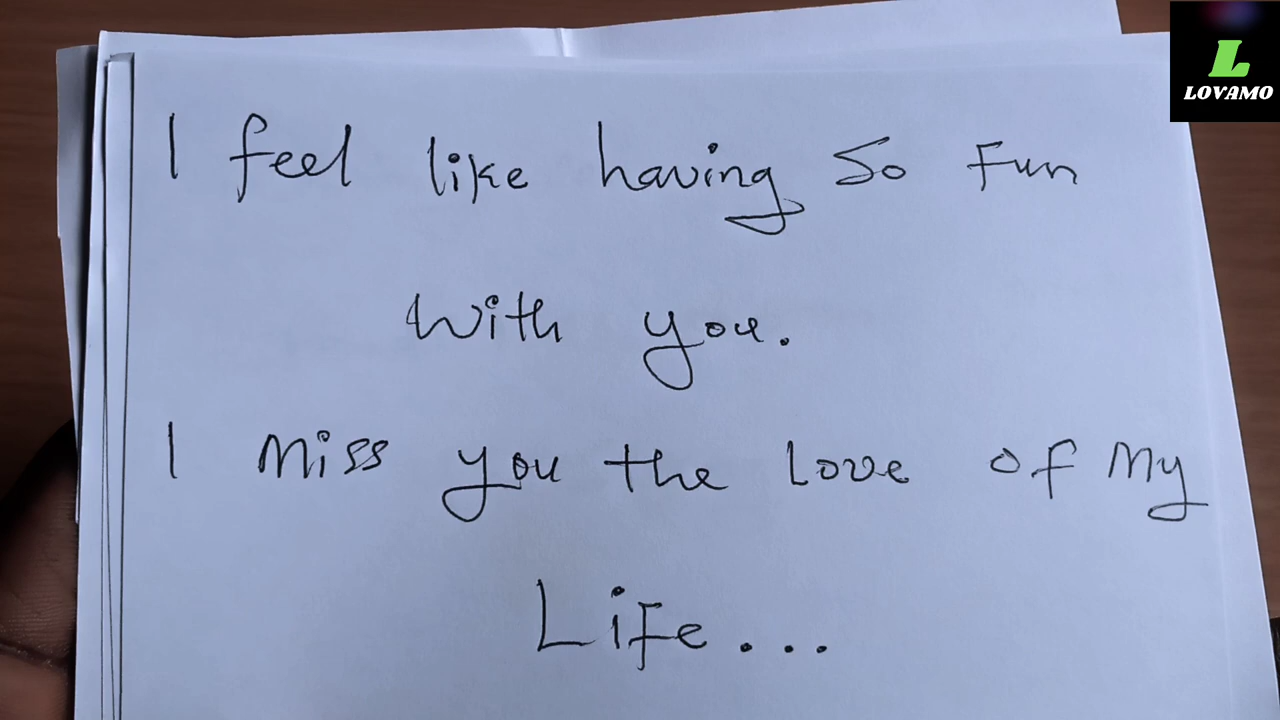 L
LOVAMO
I feel like having So Fun
With you.
I miss you the love of My
Life...